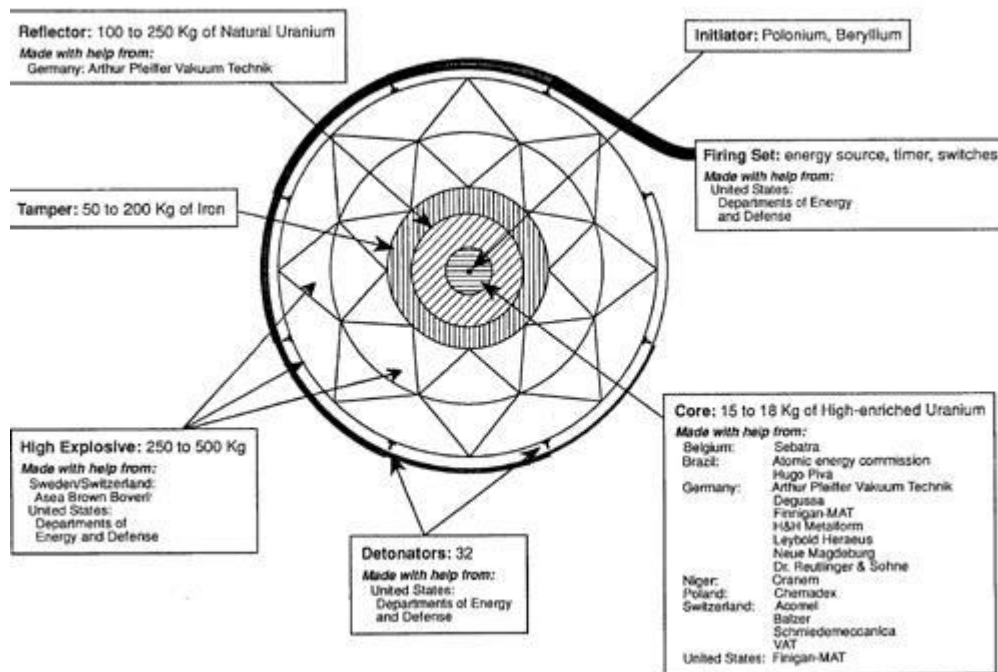 Reflector: 100 to 250 Kg of Natural Uranium
Made with help from:
Germany: Arthur Pfeiffer Vakuum Technik
Initiator: Polonium, Beryllium
Firing Set: energy source, timer, switches
Made with help from:
United States:
Departments of Energy
and Defense
Tamper: 50 to 200 Kg of Iron
High Explosive: 250 to 500 Kg
Made with help from:
Sweden/Switzerland:
Asea Brown Boveri
United States:
Departments of
Energy and Defense
Detonators: 32
Made with help from:
United States:
Departments of Energy
and Defense
Core: 15 to 18 Kg of High-enriched Uranium
Made with help from:
Belgium: Sebatra
Brazil: Atomic energy commission
Hugo Piva
Germany: Arthur Pfeiffer Vakuum Technik
Degussa
Finnigan-MAT
H&H Metalform
Leybold Heraeus
Neue Magdeburg
Dr. Reutlinger & Sohne
Niger: Onanem
Poland: Chemadex
Switzerland: Acomel
Balzer
Schmiedemeccanica
VAT
United States: Finigan-MAT